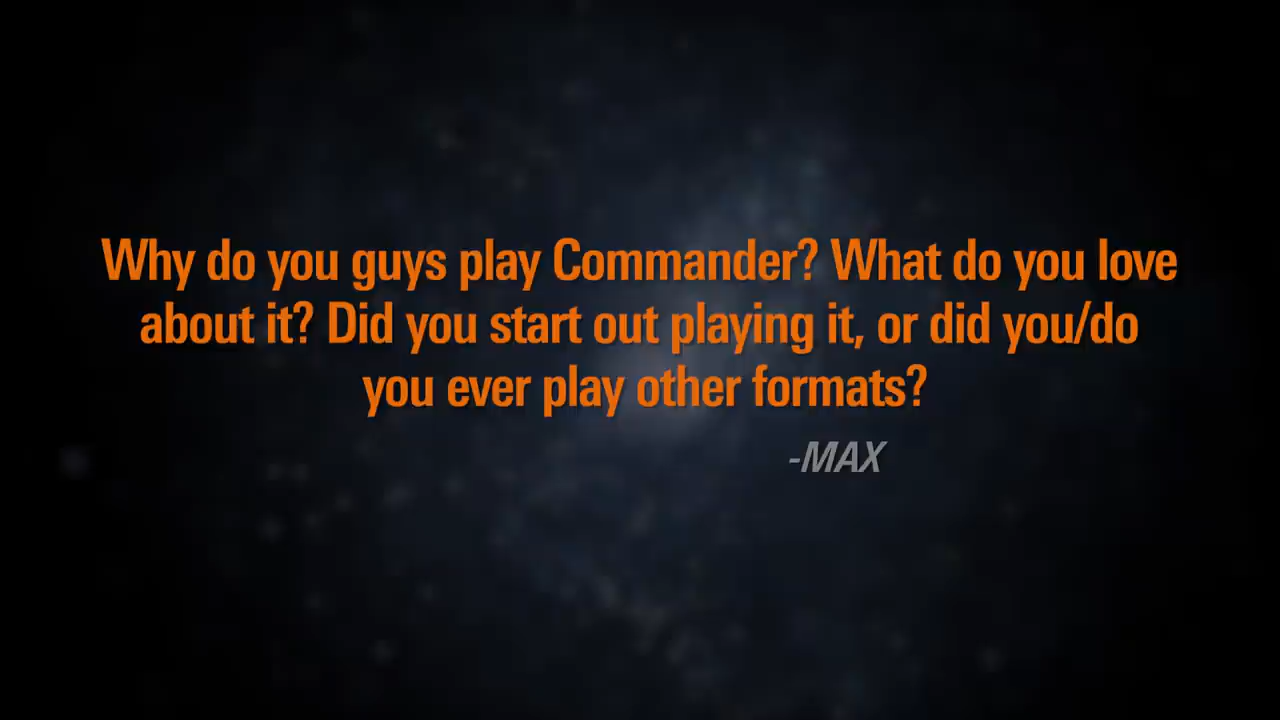 Why do you guys play Commander? What do you love
about it? Did you start out playing it, or did you/do
you ever play other formats?
-MAX